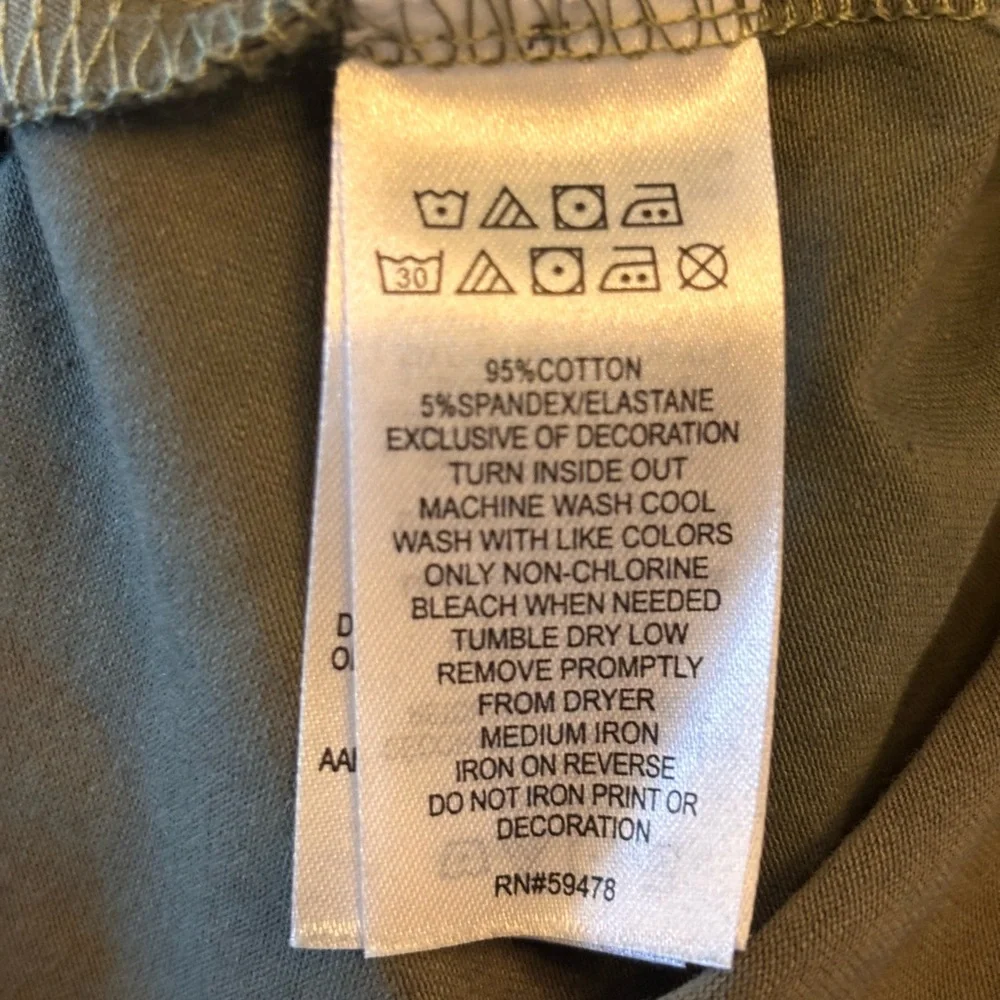 30
95%COTTON
5%SPANDEX/ELASTANE
EXCLUSIVE OF DECORATION
TURN INSIDE OUT
MACHINE WASH COOL
WASH WITH LIKE COLORS
ONLY NON-CHLORINE
BLEACH WHEN NEEDED
TUMBLE DRY LOW
REMOVE PROMPTLY
FROM DRYER
MEDIUM IRON
IRON ON REVERSE
DO NOT IRON PRINT OR
DECORATION
RN#59478